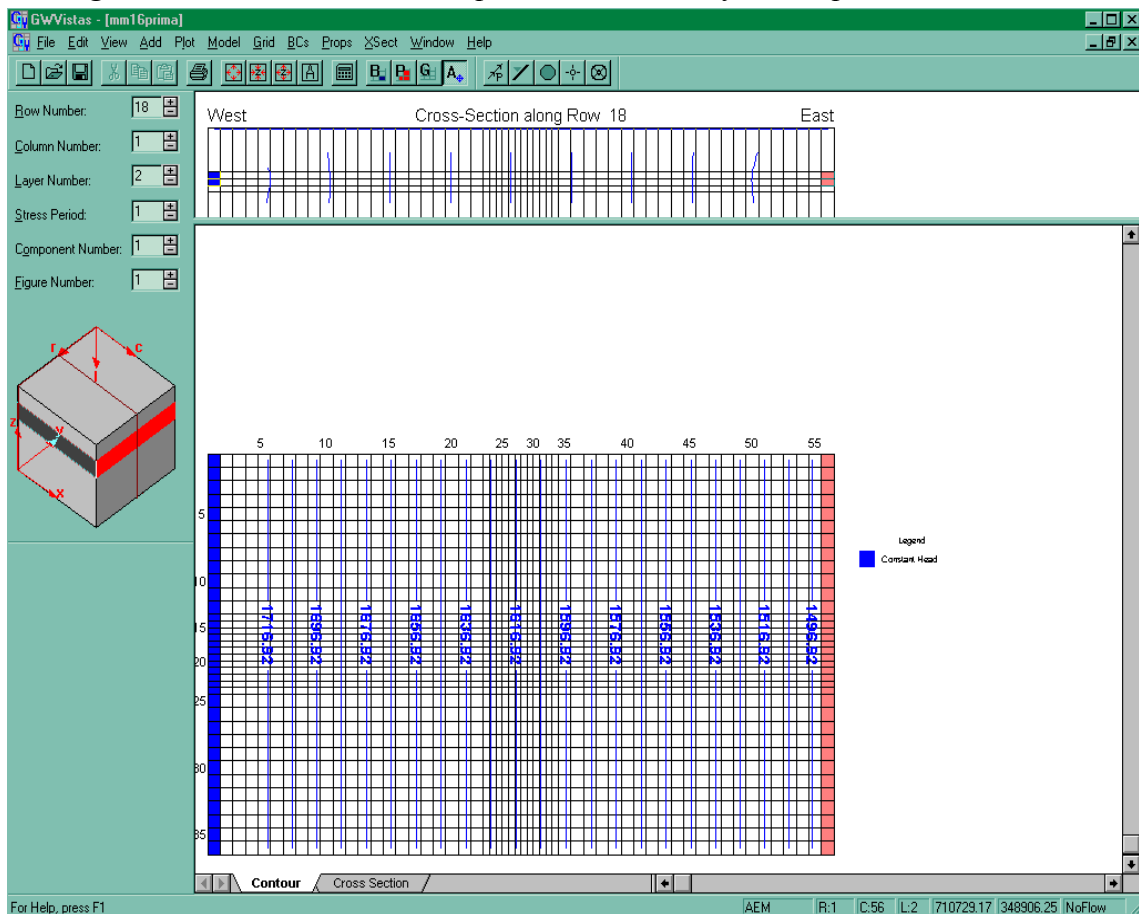 GWVistas - [mm16prima]
File Edit View Add Plot Model Grid BCs Props XSect Window Help
Row Number: 18
Column Number: 1
Layer Number: 2
Stress Period: 1
Component Number: 1
Figure Number: 1
West Cross-Section along Row 18 East
r c
l
z y
x
5 10 15 20 25 30 35 40 45 50 55
5
10
15
20
25
30
35
1716.92 1696.92 1676.92 1656.92 1636.92 1616.92 1596.92 1576.92 1556.92 1536.92 1516.92 1496.92
Legend
Constant Head
Contour Cross Section
For Help, press F1 AEM R:1 C:56 L:2 710729.17 348906.25 NoFlow